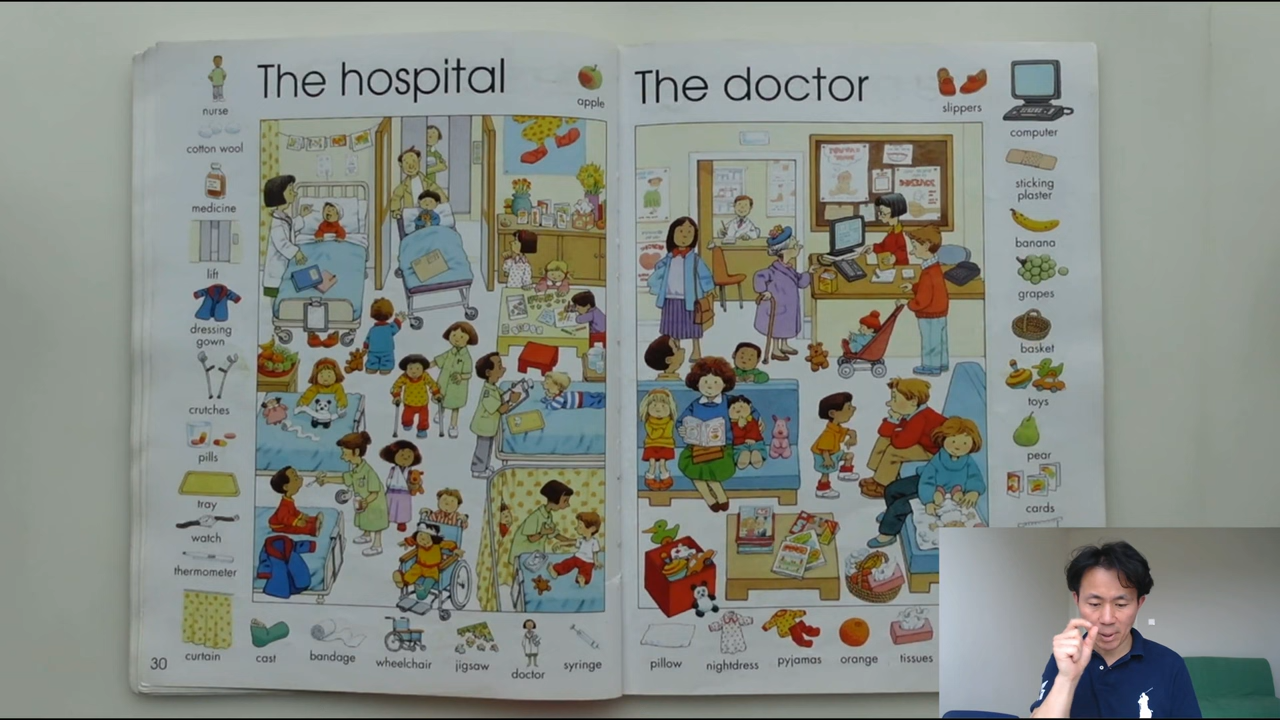 The hospital
nurse
cotton wool
medicine
lift
dressing
gown
crutches
pills
tray
watch
thermometer
curtain
cast
bandage
wheelchair
jigsaw
doctor
syringe
apple
30
The doctor
slippers
computer
sticking
plaster
banana
grapes
basket
toys
pear
cards
pillow
nightdress
pyjamas
orange
tissues